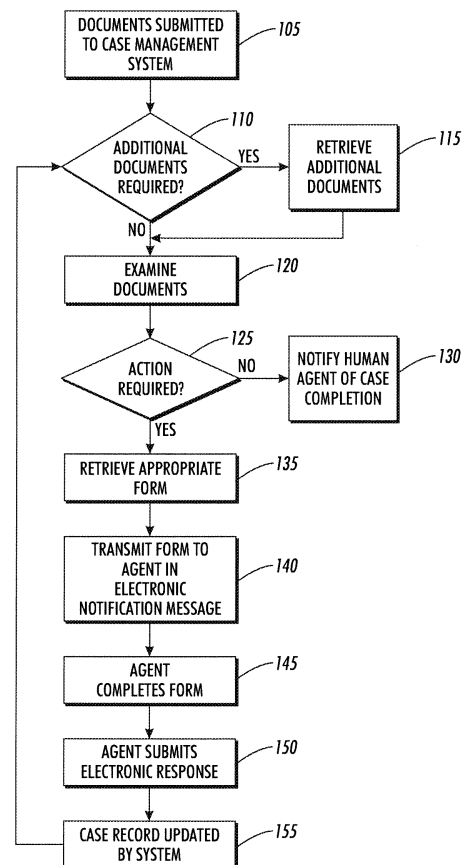 DOCUMENTS SUBMITTED
TO CASE MANAGEMENT
SYSTEM
105
110
ADDITIONAL
DOCUMENTS
REQUIRED?
YES
RETRIEVE
ADDITIONAL
DOCUMENTS
115
NO
EXAMINE
DOCUMENTS
120
125
ACTION
REQUIRED?
NO
NOTIFY HUMAN
AGENT OF CASE
COMPLETION
130
YES
RETRIEVE APPROPRIATE
FORM
135
TRANSMIT FORM TO
AGENT IN
ELECTRONIC
NOTIFICATION MESSAGE
140
AGENT
COMPLETES FORM
145
AGENT SUBMITS
ELECTRONIC RESPONSE
150
CASE RECORD UPDATED
BY SYSTEM
155